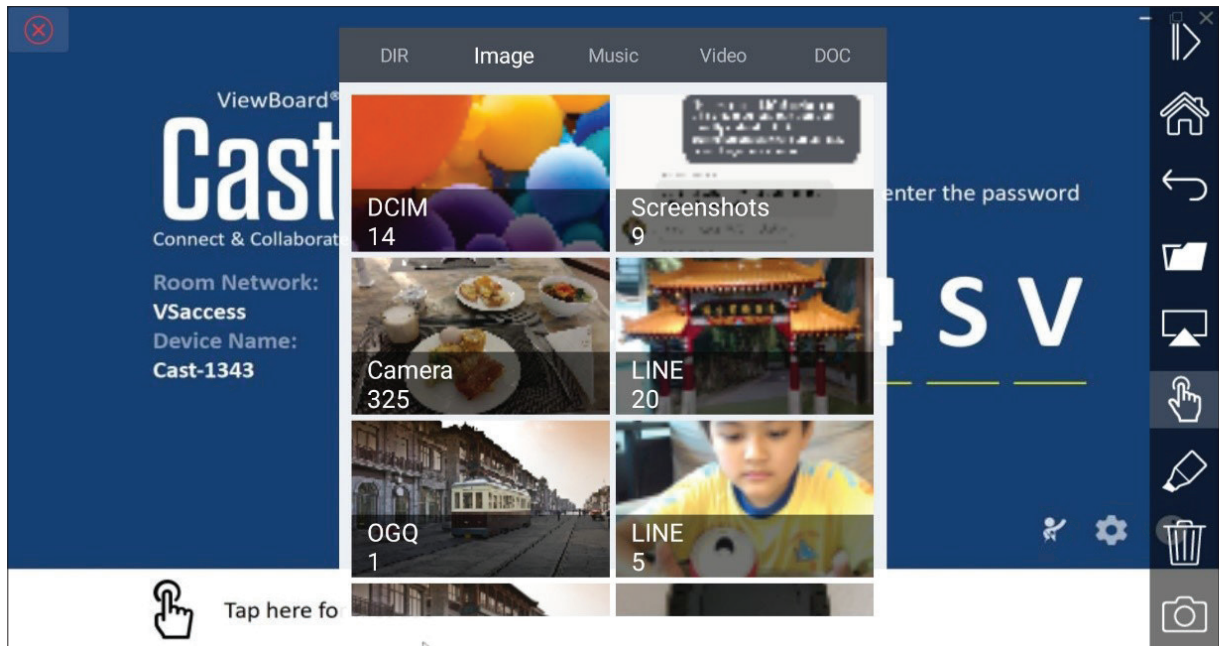 DIR Image Music Video DOC
ViewBoard®
Cast
Connect & Collaborate
Room Network:
VSaccess
Device Name:
Cast-1343
DCIM
14
Screenshots
9
Camera
325
LINE
20
OGQ
1
LINE
5
enter the password
4 S V
Tap here fo